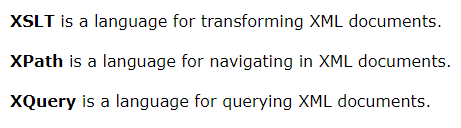 XSLT is a language for transforming XML documents.
XPath is a language for navigating in XML documents.
XQuery is a language for querying XML documents.